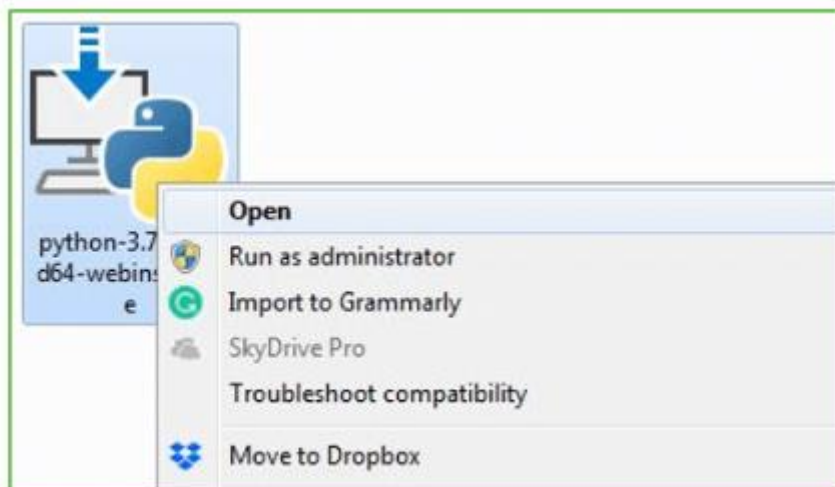 Open
python-3.7
Run as administrator
d64-webins
e
Import to Grammarly
SkyDrive Pro
Troubleshoot compatibility
Move to Dropbox